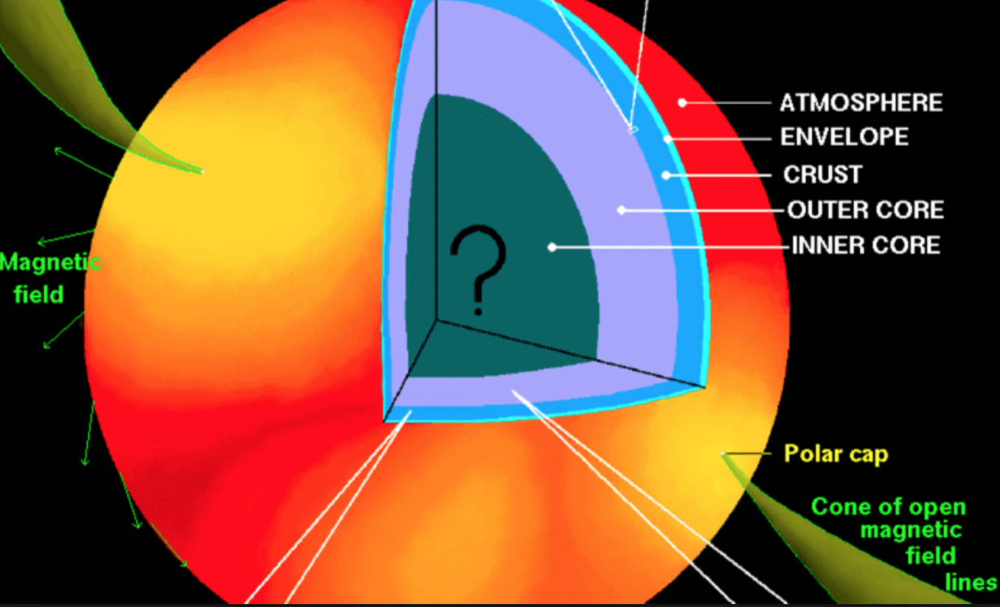 ATMOSPHERE
ENVELOPE
CRUST
OUTER CORE
INNER CORE
?
Magnetic
field
Polar cap
Cone of open
magnetic
field
lines